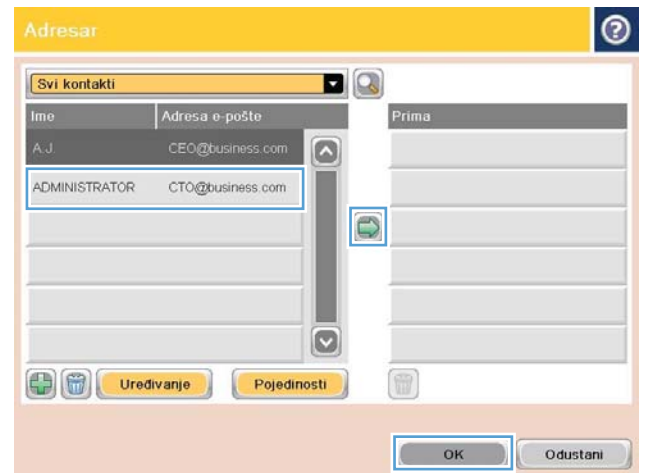 Adresar
Svi kontakti
Ime Adresa e-pošte Prima
A.J. CEO@business.com
ADMINISTRATOR CTO@business.com
Uređivanje Pojedinosti
OK Odustani